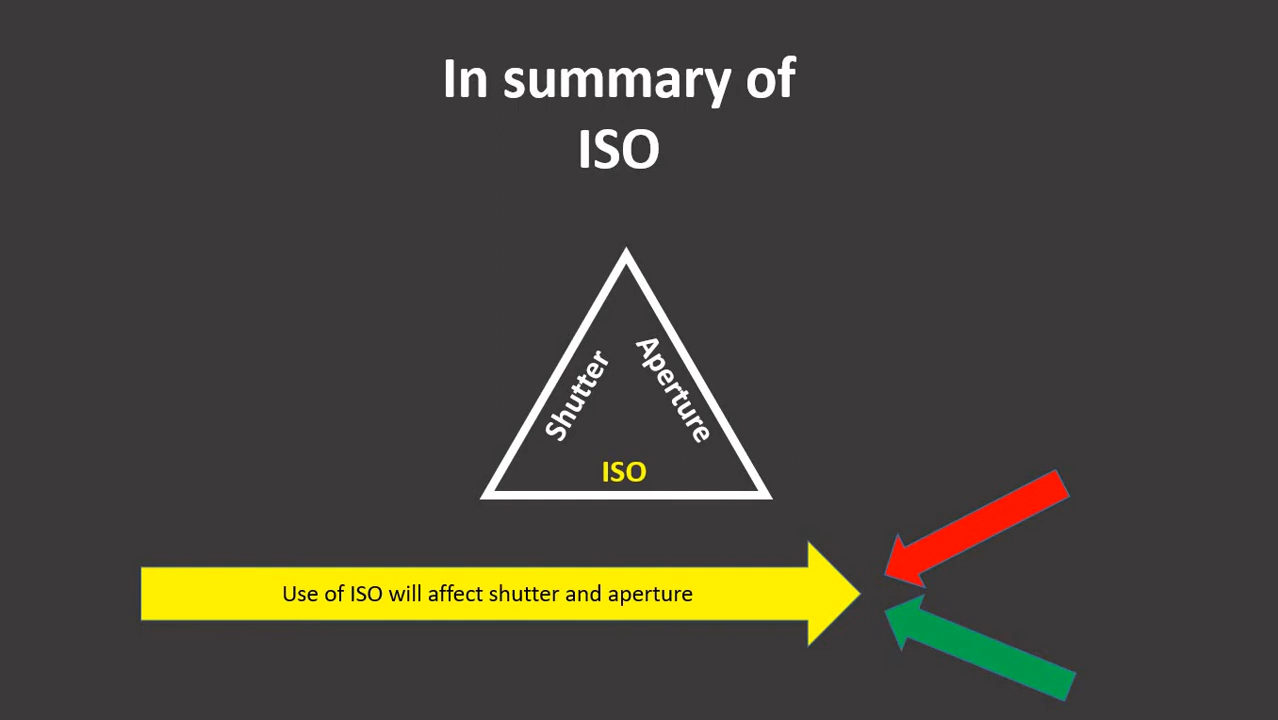 In summary of
ISO
Shutter
Aperture
ISO
Use of ISO will affect shutter and aperture